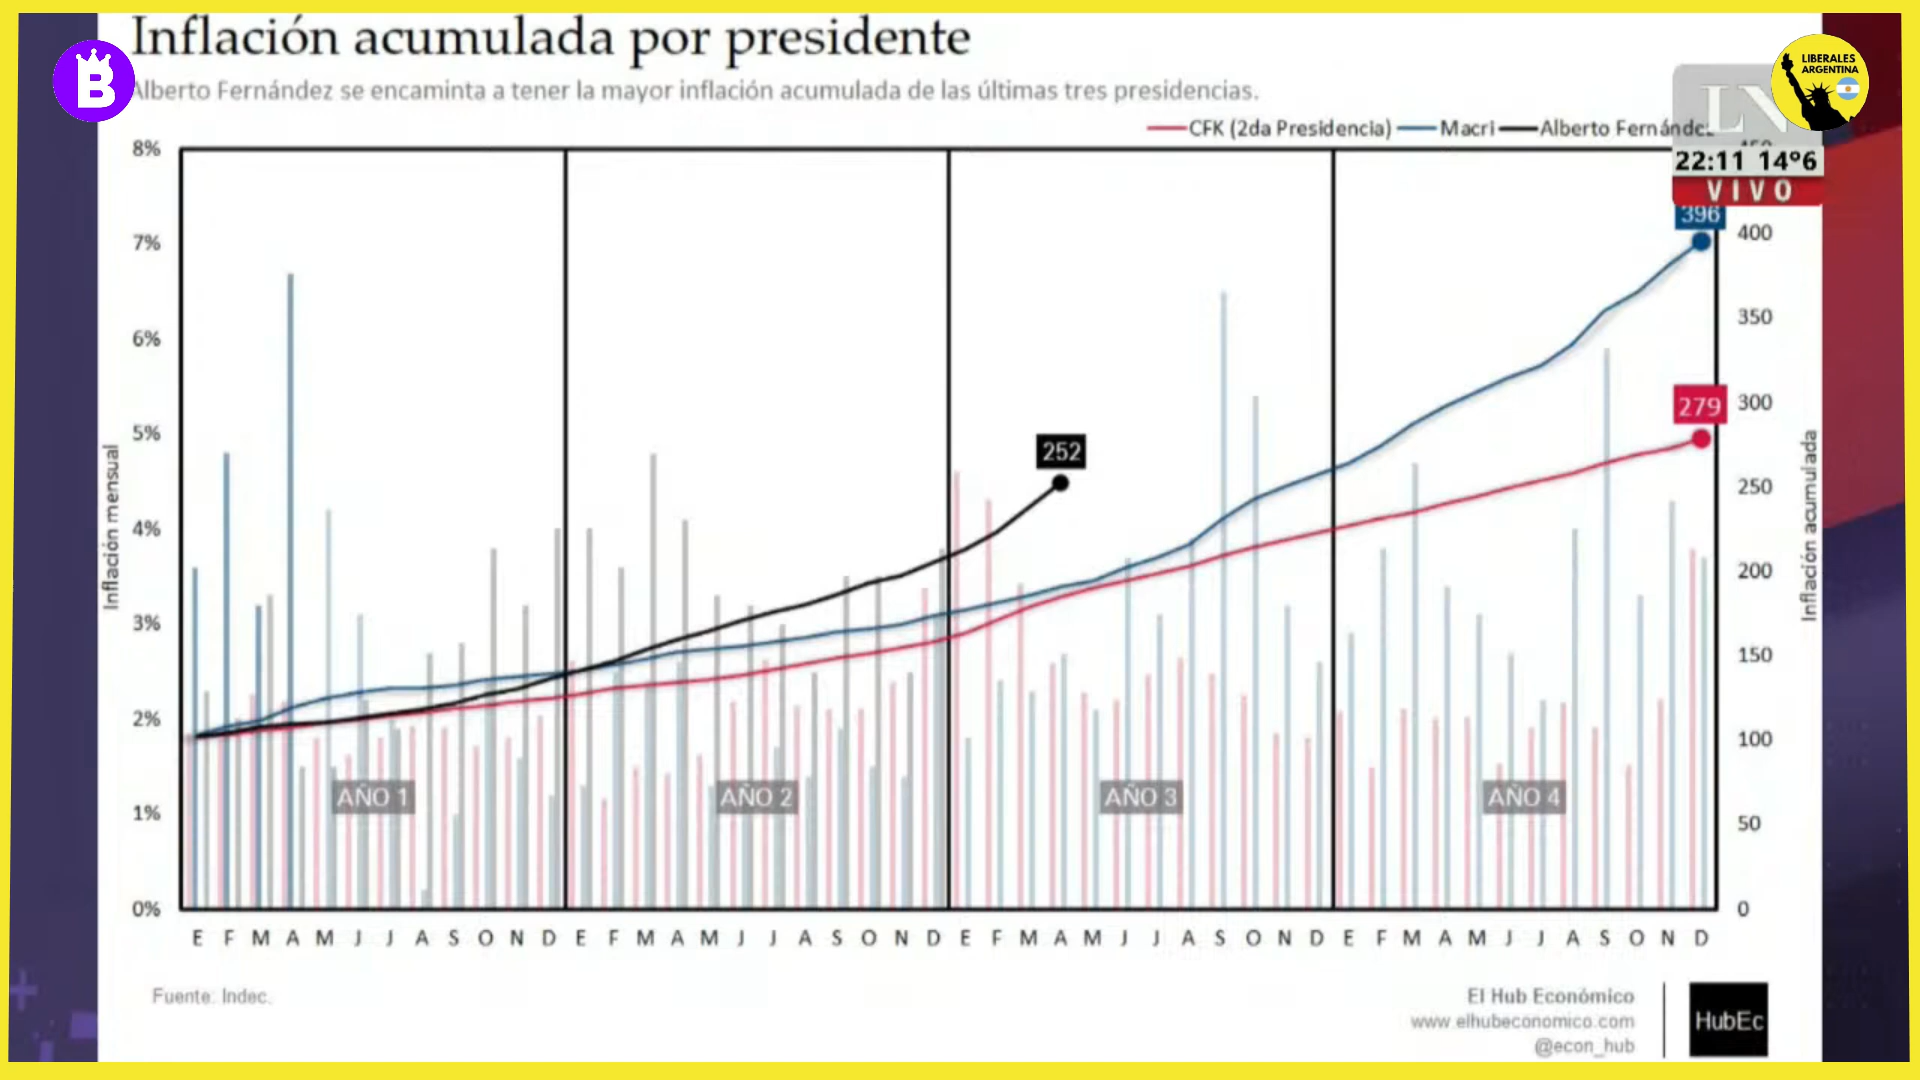 Inflación acumulada por presidente
Alberto Fernández se encaminta a tener la mayor inflación acumulada de las últimas tres presidencias.
B
LIBERALES
ARGENTINA
LN
22:11 14°6
VIVO
CFK (2da Presidencia) Macri Alberto Fernández
8%
7%
6%
5%
4%
3%
2%
1%
0%
Inflación mensual
450
400
350
300
250
200
150
100
50
0
Inflación acumulada
396
279
252
AÑO 1 AÑO 2 AÑO 3 AÑO 4
E F M A M J J A S O N D E F M A M J J A S O N D E F M A M J J A S O N D E F M A M J J A S O N D
Fuente: Indec.
El Hub Económico
www.elhubeconomico.com
@econ_hub
HubEc